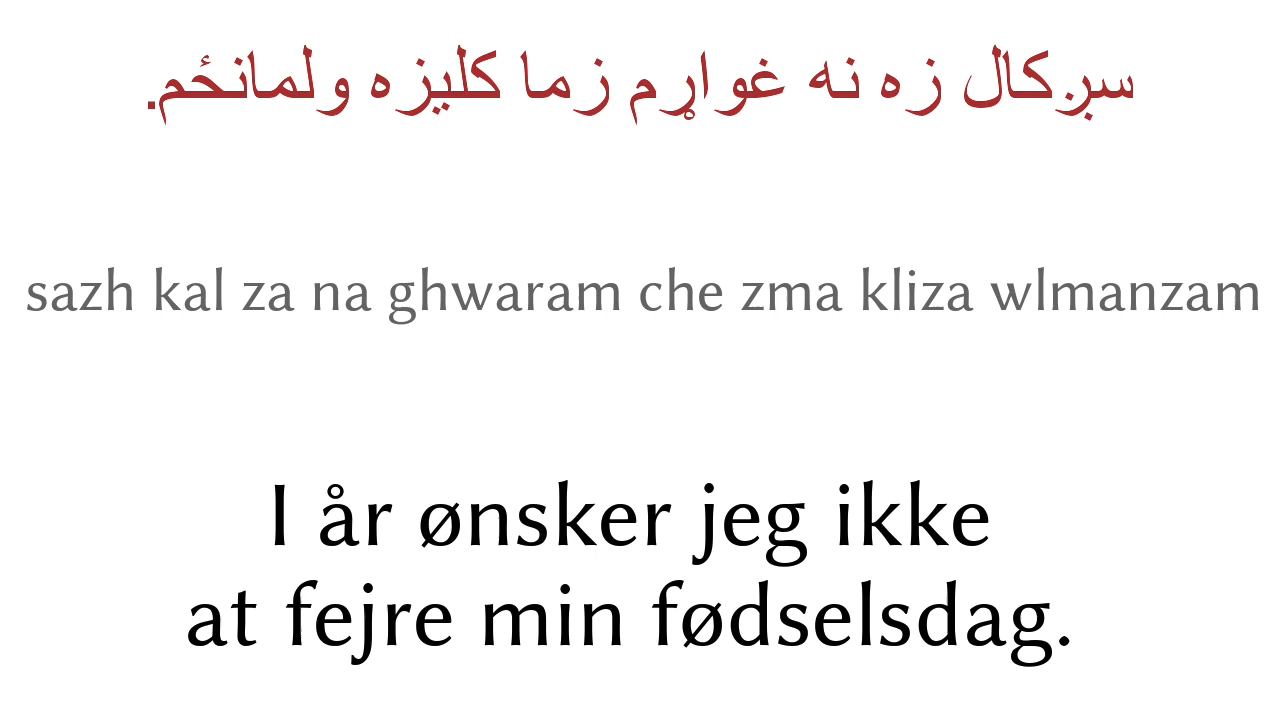 سږکال زه نه غواړم زما کلیزه ولمانځم.
sazh kal za na ghwaram che zma kliza wlmanzam
I år ønsker jeg ikke
at fejre min fødselsdag.